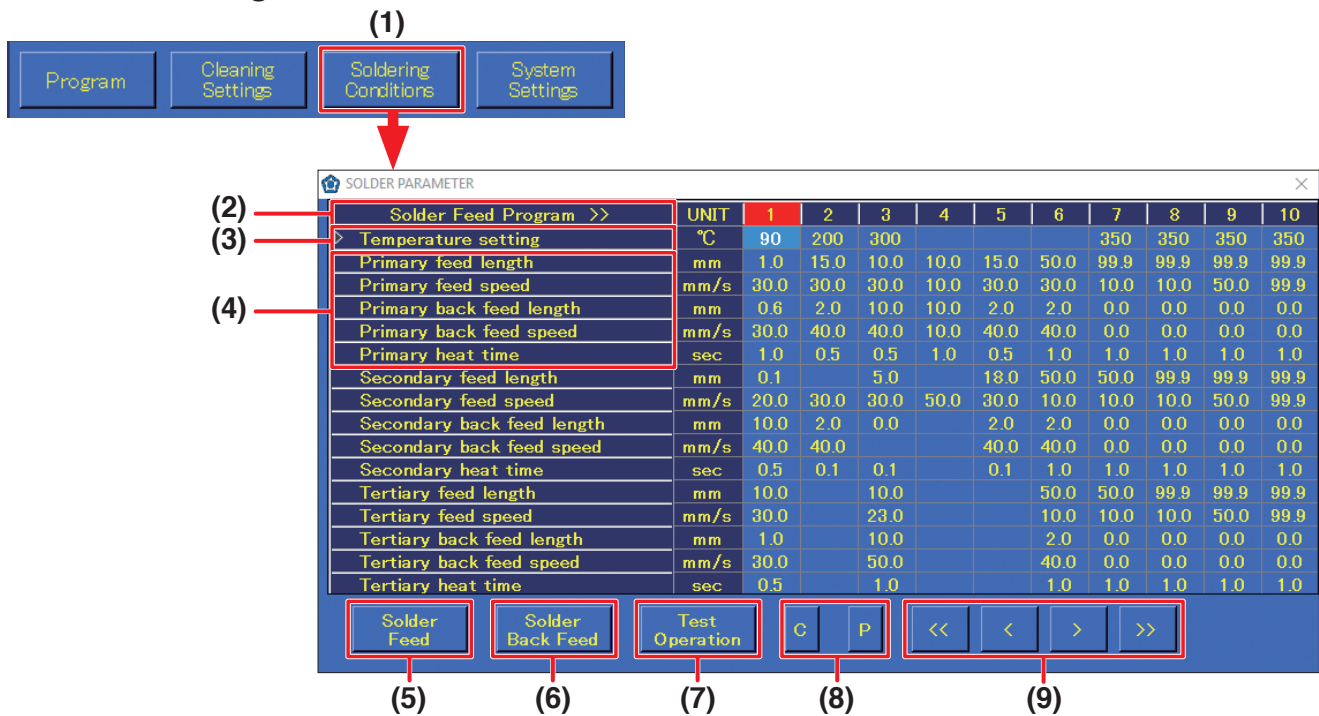 (1)
Program
Cleaning
Settings
Soldering
Conditions
System
Settings
SOLDER PARAMETER
(2)
Solder Feed Program >> UNIT 1 2 3 4 5 6 7 8 9 10
(3)
Temperature setting °C 90 200 300 350 350 350 350
(4)
Primary feed length mm 1.0 15.0 10.0 10.0 15.0 50.0 99.9 99.9 99.9 99.9
Primary feed speed mm/s 30.0 30.0 30.0 10.0 30.0 30.0 10.0 10.0 50.0 99.9
Primary back feed length mm 0.6 2.0 10.0 10.0 2.0 2.0 0.0 0.0 0.0 0.0
Primary back feed speed mm/s 30.0 40.0 40.0 10.0 40.0 40.0 0.0 0.0 0.0 0.0
Primary heat time sec 1.0 0.5 0.5 1.0 0.5 1.0 1.0 1.0 1.0 1.0
Secondary feed length mm 0.1 5.0 18.0 50.0 50.0 99.9 99.9 99.9
Secondary feed speed mm/s 20.0 30.0 30.0 50.0 30.0 10.0 10.0 10.0 50.0 99.9
Secondary back feed length mm 10.0 2.0 0.0 2.0 2.0 0.0 0.0 0.0 0.0
Secondary back feed speed mm/s 40.0 40.0 40.0 40.0 0.0 0.0 0.0 0.0
Secondary heat time sec 0.5 0.1 0.1 0.1 1.0 1.0 1.0 1.0 1.0
Tertiary feed length mm 10.0 10.0 50.0 50.0 99.9 99.9 99.9
Tertiary feed speed mm/s 30.0 23.0 10.0 10.0 10.0 50.0 99.9
Tertiary back feed length mm 1.0 10.0 2.0 0.0 0.0 0.0 0.0
Tertiary back feed speed mm/s 30.0 50.0 40.0 0.0 0.0 0.0 0.0
Tertiary heat time sec 0.5 1.0 1.0 1.0 1.0 1.0 1.0
Solder
Feed
Solder
Back Feed
Test
Operation
C P << < > >>
(5) (6) (7) (8) (9)